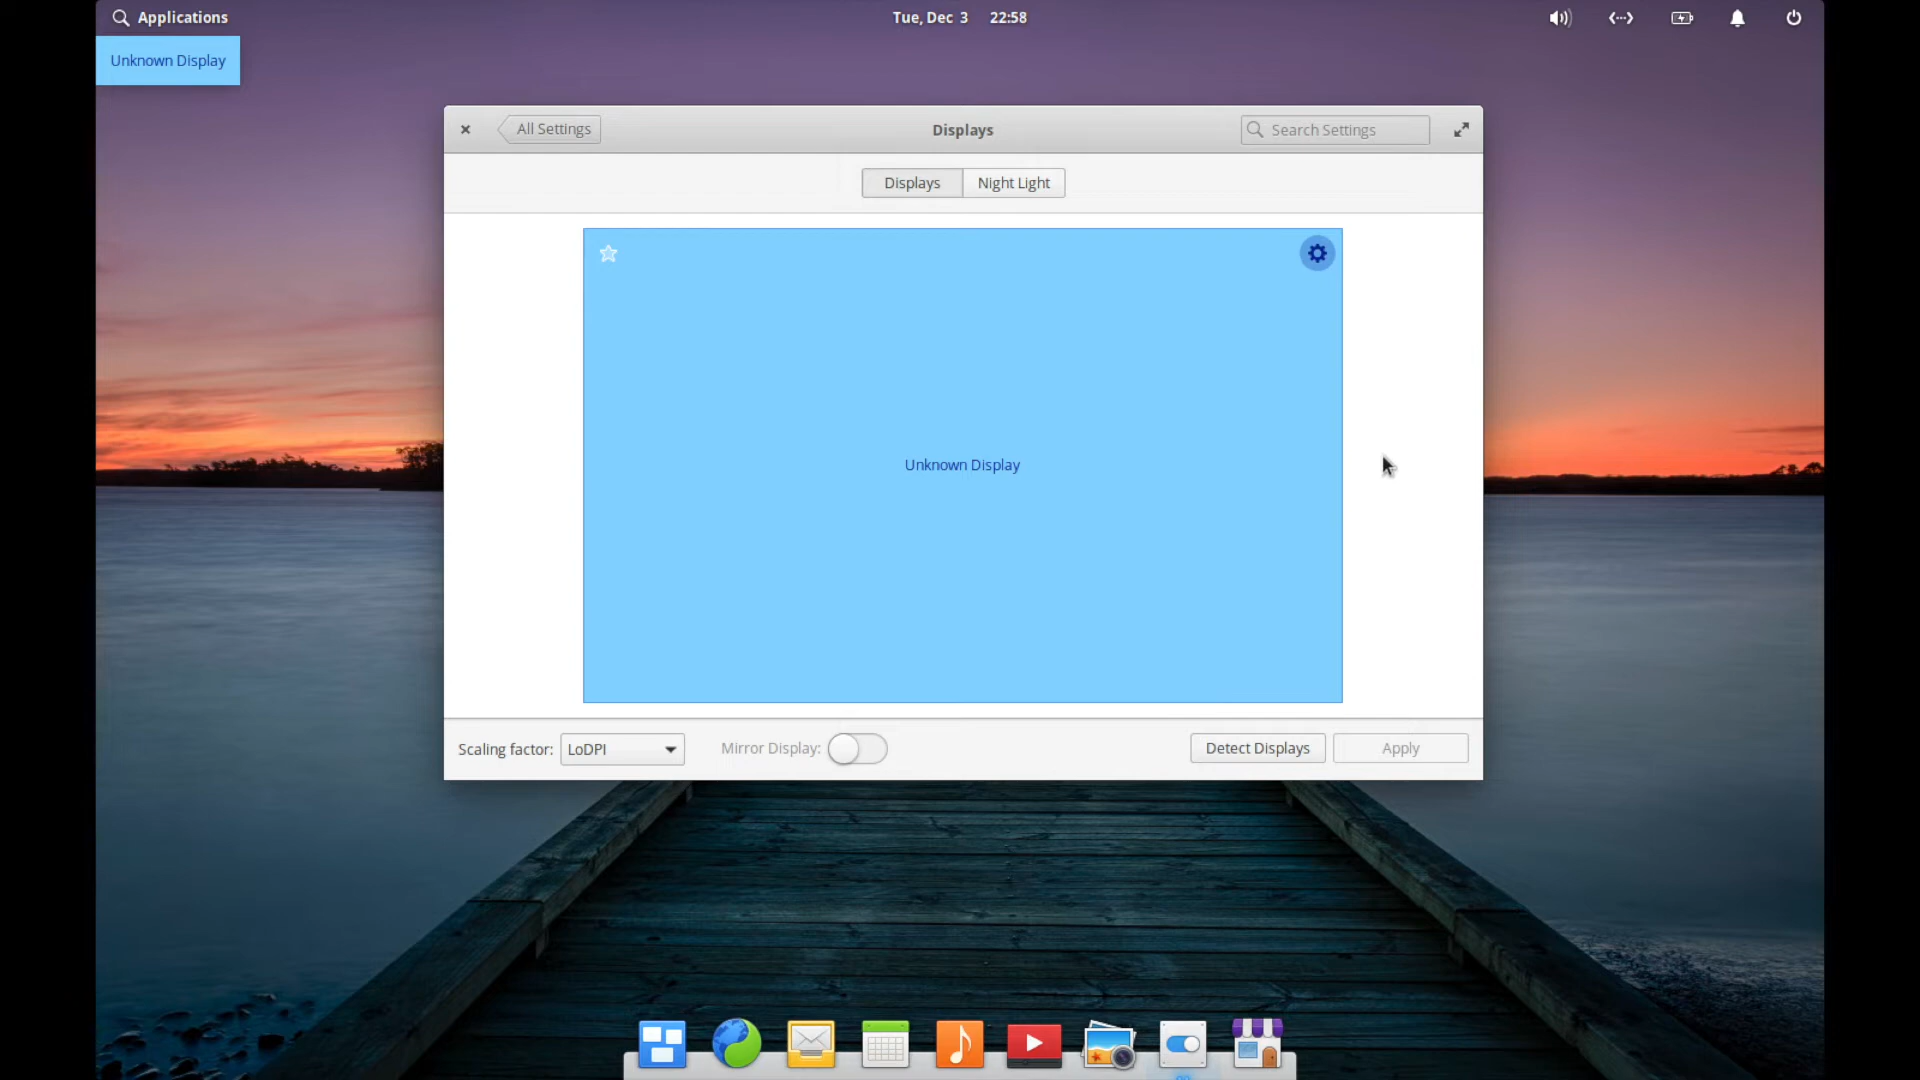 Applications
Tue, Dec 3 22:58
Unknown Display
All Settings
Displays
Search Settings
Displays
Night Light
Unknown Display
Scaling factor:
LoDPI
Mirror Display:
Detect Displays
Apply